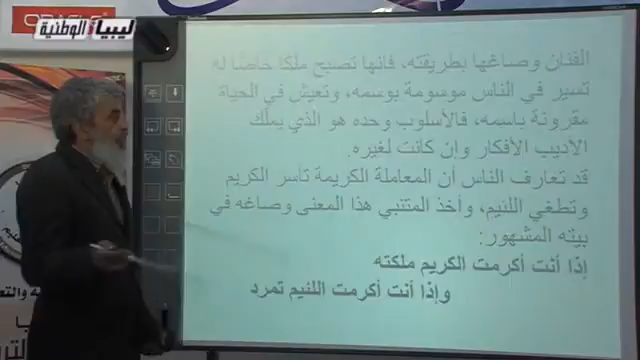 ORACLE
ليبيا الوطنية
الفنان وصاغها بطريقته، فإنها تصبح ملكا خاصا له
تسير في الناس موسومة بوسمه، وتعيش في الحياة
مقرونة باسمه، فالأسلوب وحده هو الذي يملك
الأديب الأفكار وإن كانت لغيره.
قد تعارف الناس أن المعاملة الكريمة تأسر الكريم
وتطغي اللئيم، وأخذ المتنبي هذا المعنى وصاغه في
بيته المشهور:
إذا أنت أكرمت الكريم ملكته
وإذا أنت أكرمت اللئيم تمرد